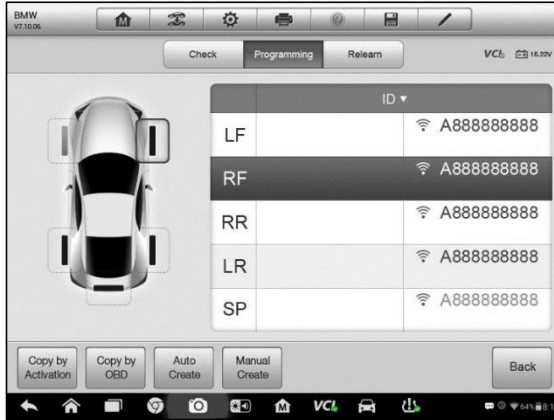 BMW
V7.10.06
Check
Programming
Relearn
VCI
ID ▼
LF A888888888
RF A888888888
RR A888888888
LR A888888888
SP A888888888
Copy by
Activation
Copy by
OBD
Auto
Create
Manual
Create
Back
VCI
64%